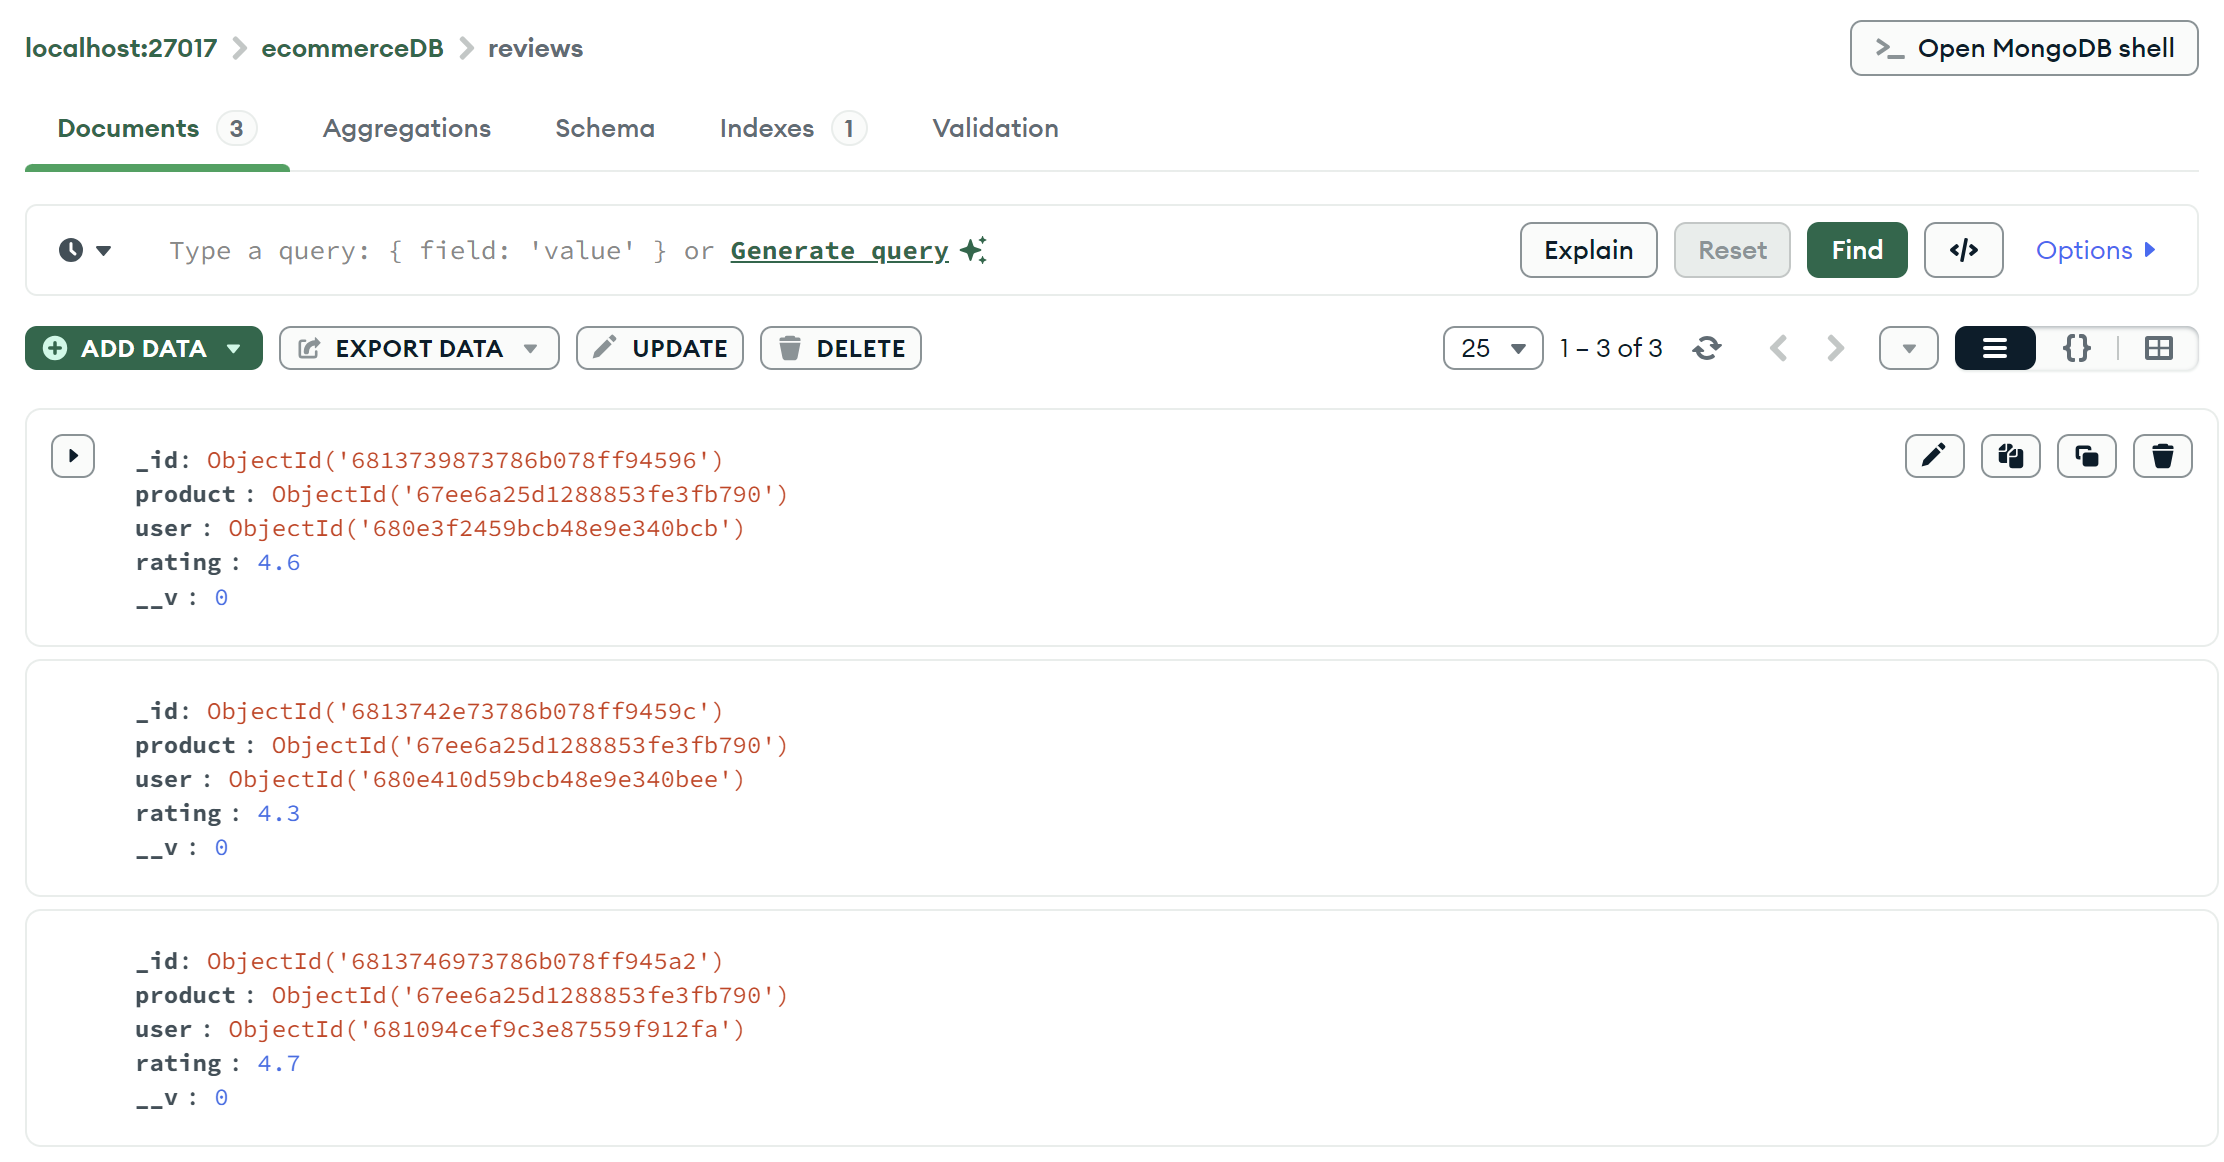 localhost:27017 > ecommerceDB > reviews
>_ Open MongoDB shell
Documents 3 Aggregations Schema Indexes 1 Validation
Type a query: { field: 'value' } or Generate query
Explain Reset Find </> Options
ADD DATA EXPORT DATA UPDATE DELETE
25 1 – 3 of 3 {}
_id: ObjectId('6813739873786b078ff94596')
product : ObjectId('67ee6a25d1288853fe3fb790')
user : ObjectId('680e3f2459bcb48e9e340bcb')
rating : 4.6
__v : 0
_id: ObjectId('6813742e73786b078ff9459c')
product : ObjectId('67ee6a25d1288853fe3fb790')
user : ObjectId('680e410d59bcb48e9e340bee')
rating : 4.3
__v : 0
_id: ObjectId('6813746973786b078ff945a2')
product : ObjectId('67ee6a25d1288853fe3fb790')
user : ObjectId('681094cef9c3e87559f912fa')
rating : 4.7
__v : 0